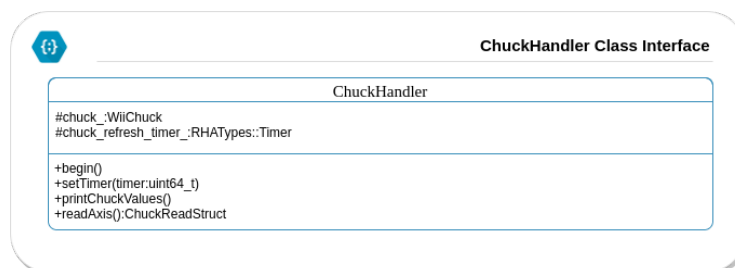 {:}
ChuckHandler Class Interface
ChuckHandler
#chuck_:WiiChuck
#chuck_refresh_timer_:RHATypes::Timer
+begin()
+setTimer(timer:uint64_t)
+printChuckValues()
+readAxis():ChuckReadStruct